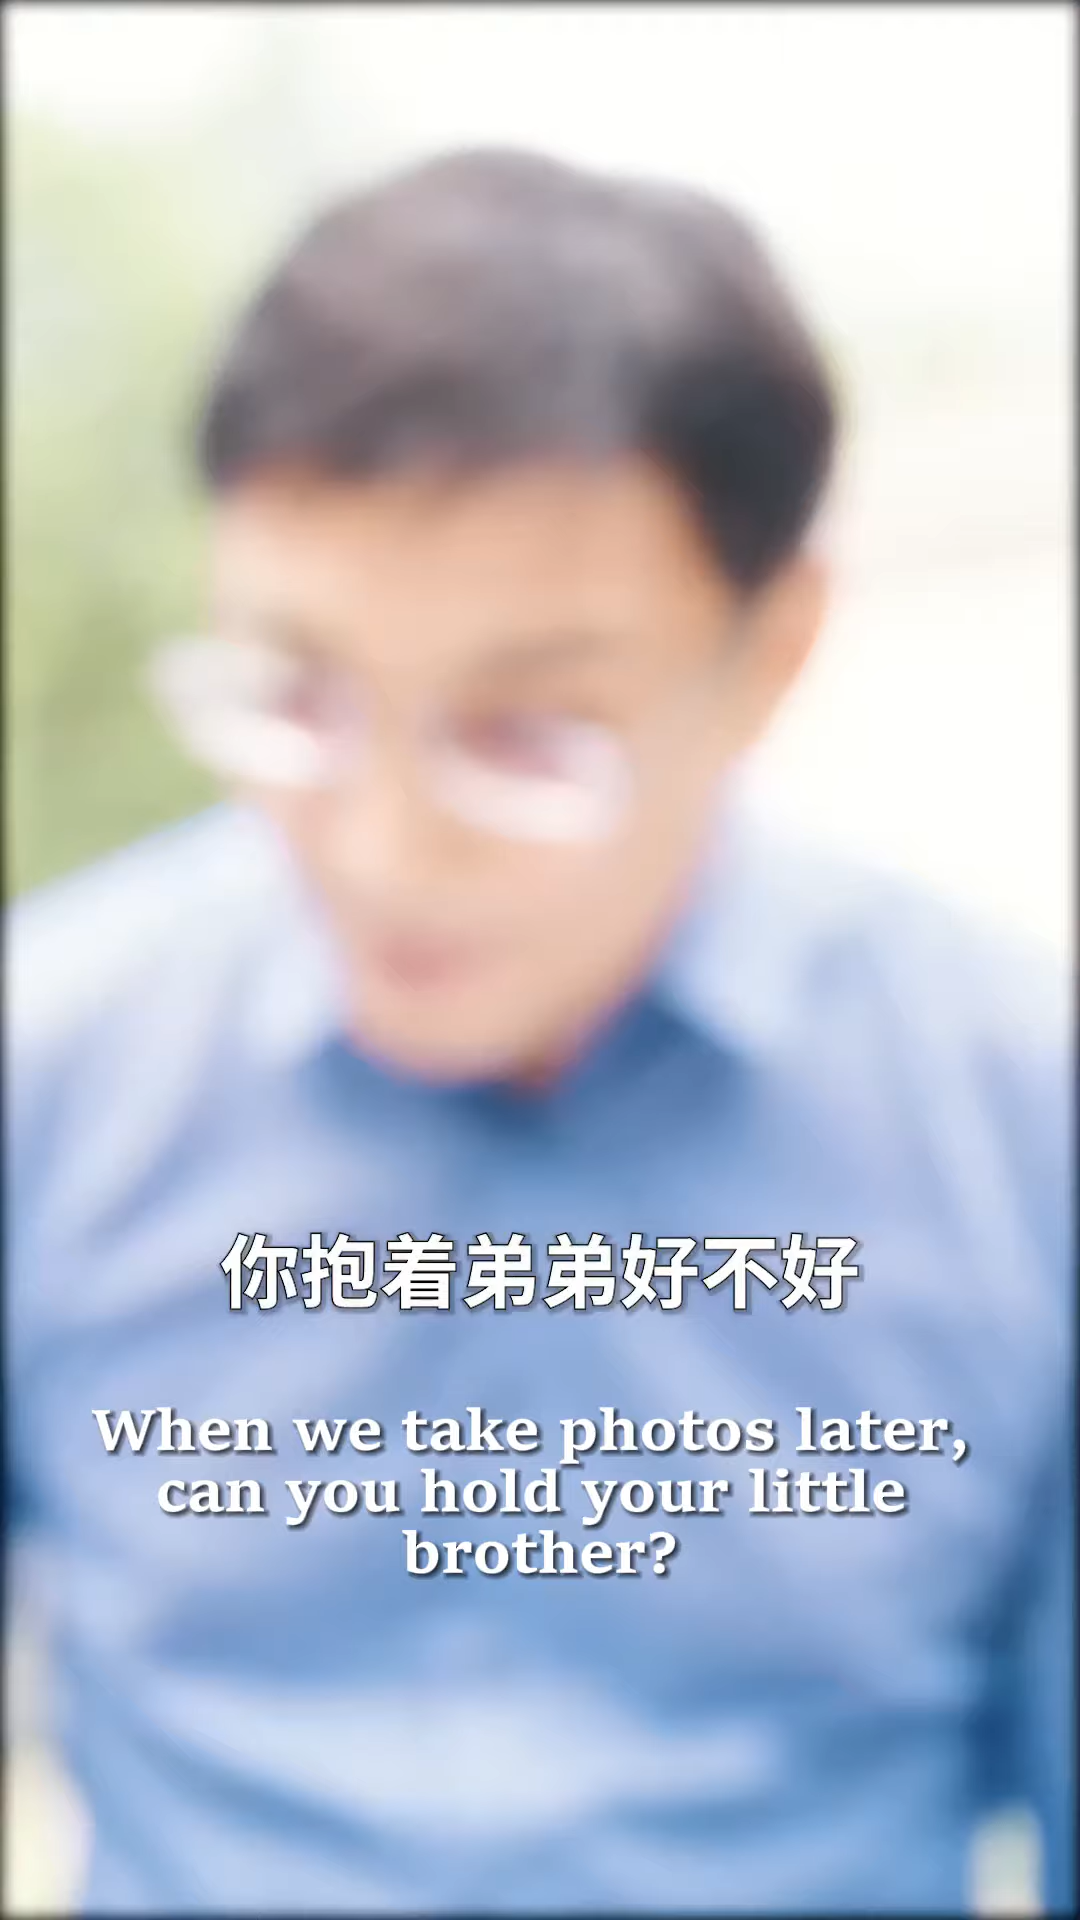 你抱着弟弟好不好
When we take photos later,
can you hold your little
brother?